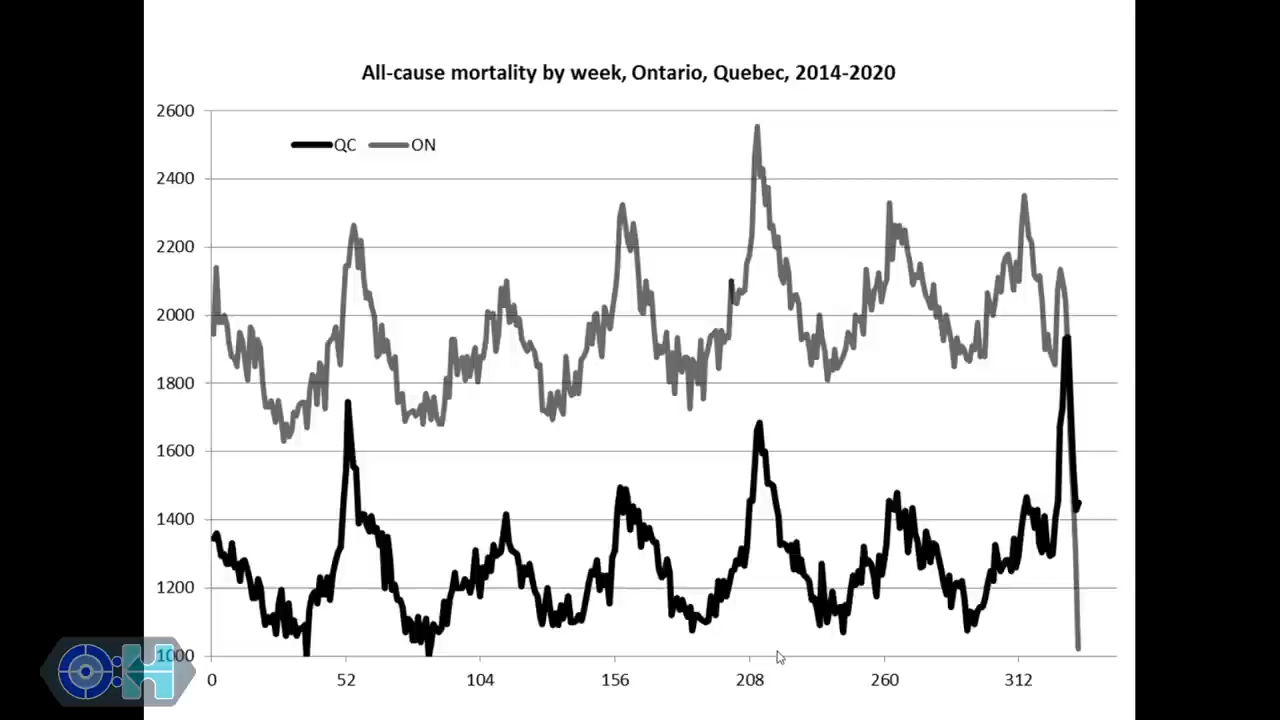 All-cause mortality by week, Ontario, Quebec, 2014-2020
2600
QC ON
2400
2200
2000
1800
1600
1400
1200
1000
0 52 104 156 208 260 312
H